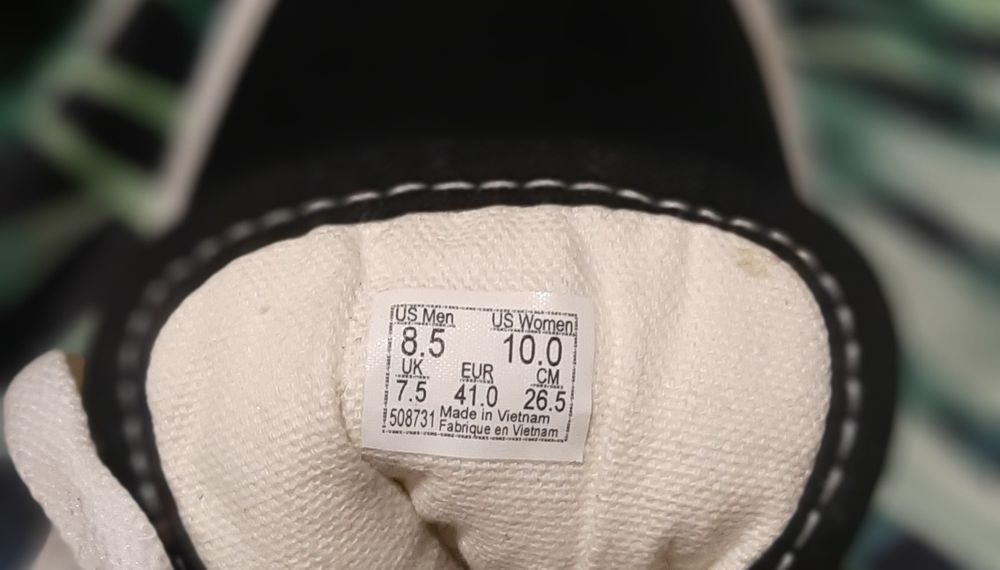 US Men US Women
8.5 10.0
UK EUR CM
7.5 41.0 26.5
508731 Made in Vietnam
Fabrique en Vietnam